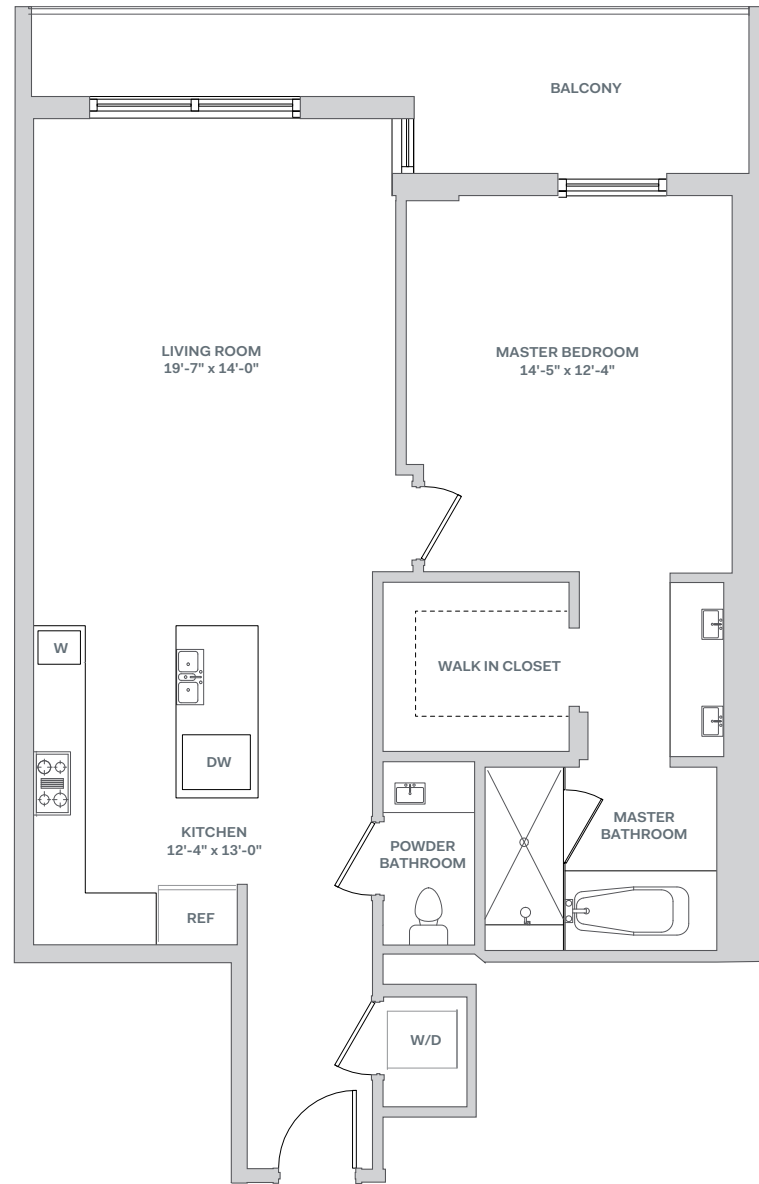 BALCONY
LIVING ROOM
19'-7" x 14'-0"
MASTER BEDROOM
14'-5" x 12'-4"
W
WALK IN CLOSET
DW
KITCHEN
12'-4" x 13'-0"
POWDER
BATHROOM
MASTER
BATHROOM
REF
W/D